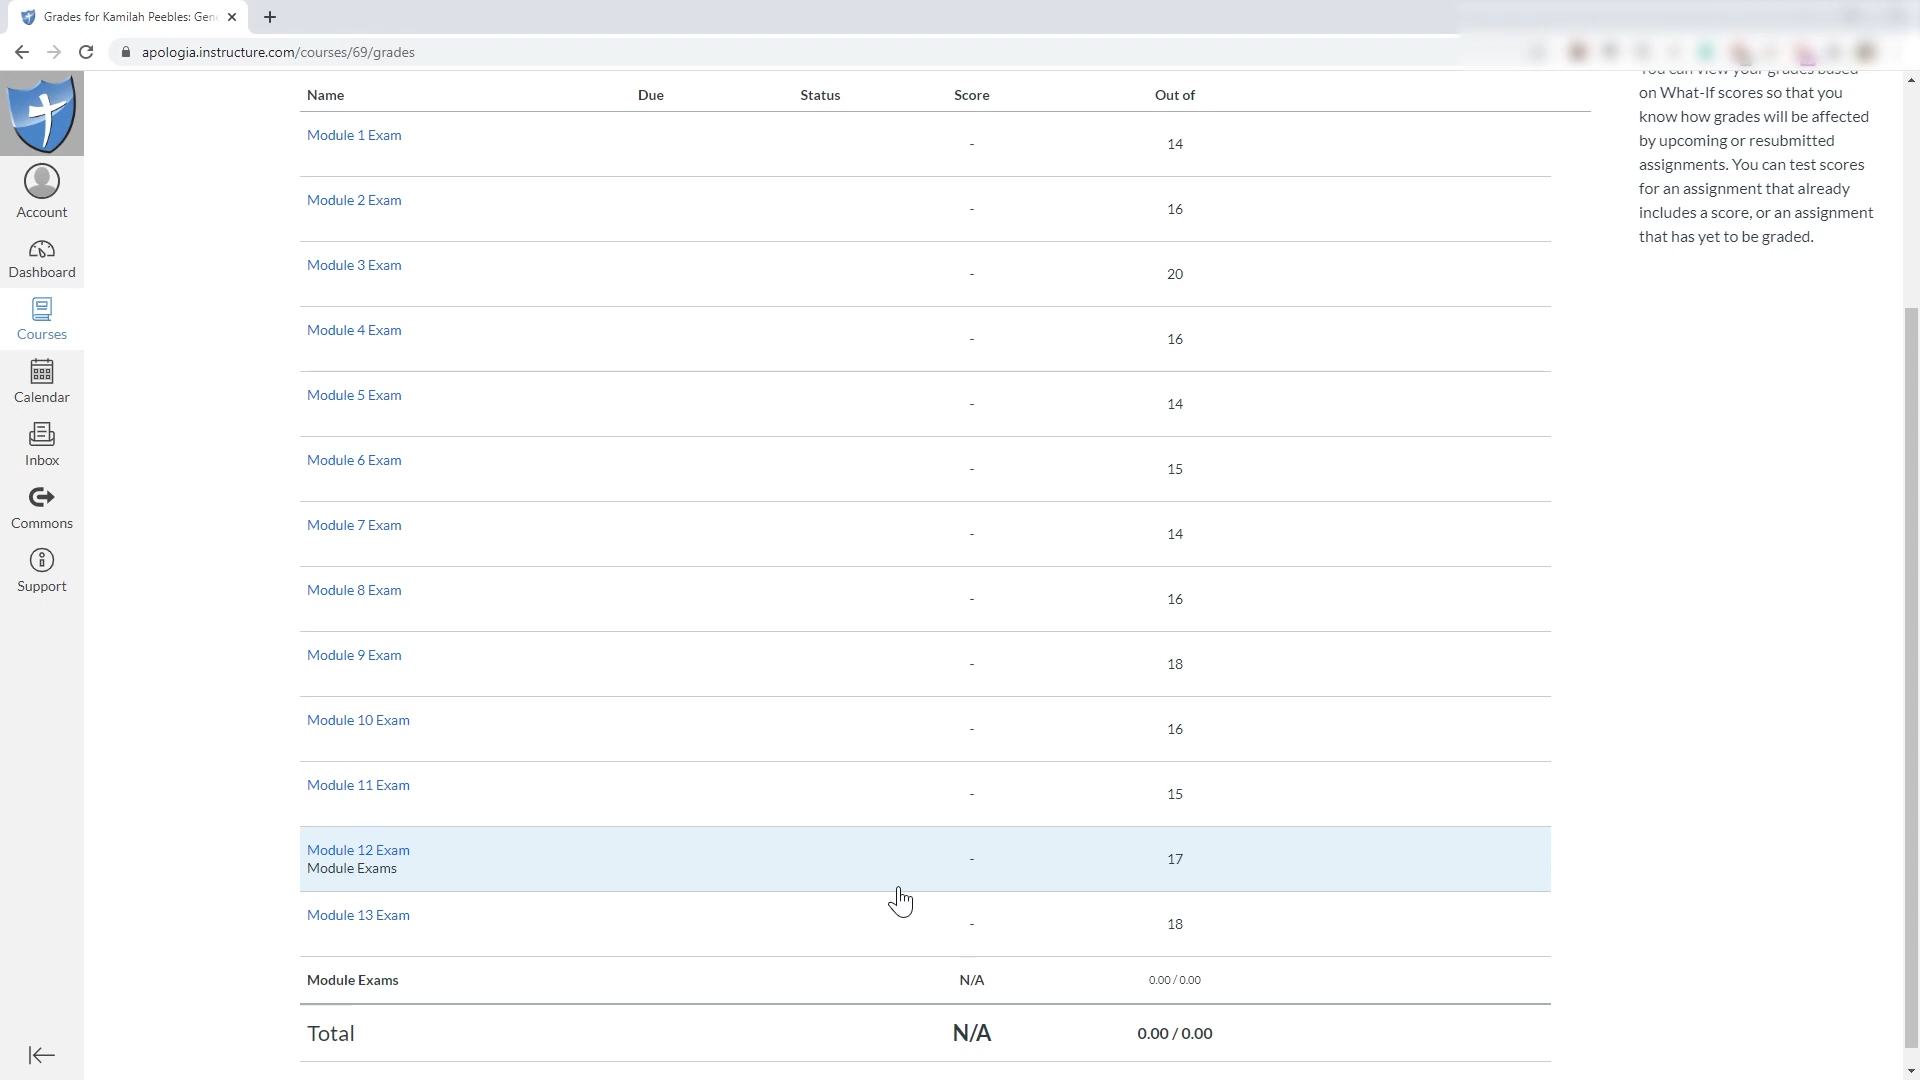 Grades for Kamilah Peebles: Gen
apologia.instructure.com/courses/69/grades
Account
Dashboard
Courses
Calendar
Inbox
Commons
Support
Name Due Status Score Out of
Module 1 Exam - 14
Module 2 Exam - 16
Module 3 Exam - 20
Module 4 Exam - 16
Module 5 Exam - 14
Module 6 Exam - 15
Module 7 Exam - 14
Module 8 Exam - 16
Module 9 Exam - 18
Module 10 Exam - 16
Module 11 Exam - 15
Module 12 Exam - 17
Module Exams
Module 13 Exam - 18
Module Exams N/A 0.00 / 0.00
Total N/A 0.00 / 0.00
You can view your grades based
on What-If scores so that you
know how grades will be affected
by upcoming or resubmitted
assignments. You can test scores
for an assignment that already
includes a score, or an assignment
that has yet to be graded.